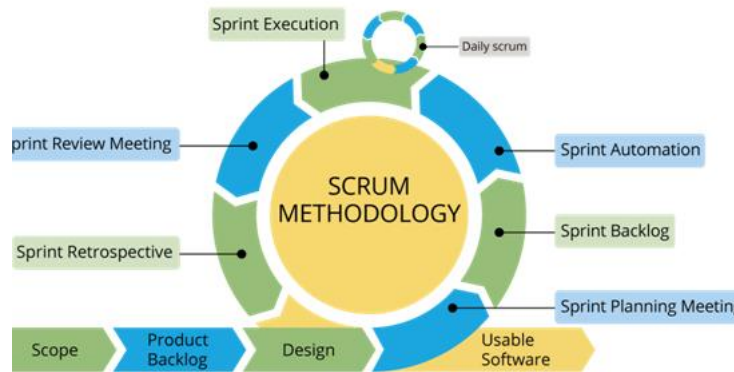 Sprint Execution
Daily scrum
print Review Meeting
Sprint Automation
SCRUM
METHODOLOGY
Sprint Retrospective
Sprint Backlog
Sprint Planning Meeting
Scope
Product
Backlog
Design
Usable
Software